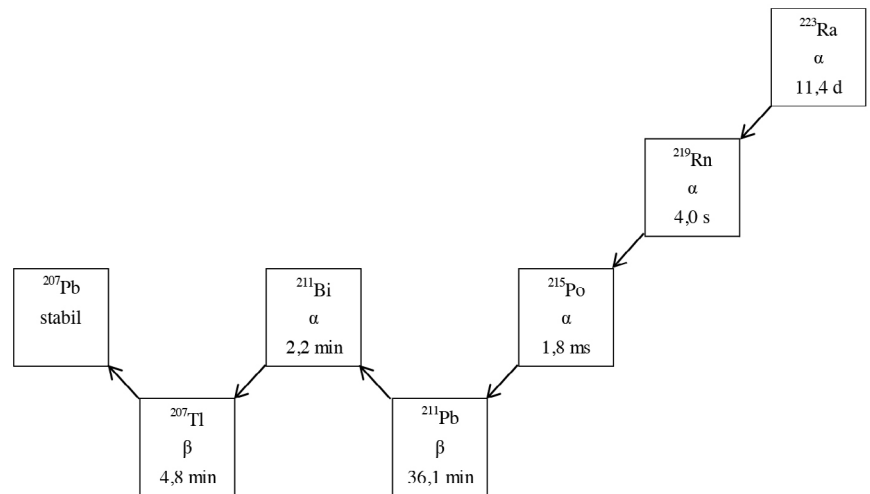 ²²³Ra
α
11,4 d
²¹⁹Rn
α
4,0 s
²⁰⁷Pb
stabil
²¹¹Bi
α
2,2 min
²¹⁵Po
α
1,8 ms
²⁰⁷Tl
β
4,8 min
²¹¹Pb
β
36,1 min